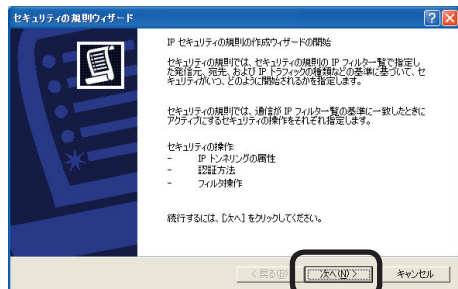 セキュリティの規則ウィザード
IP セキュリティの規則の作成ウィザードの開始
セキュリティの規則では、セキュリティの規則の IP フィルタ一覧で指定し
た発信元、宛先、および IP トラフィックの種類などの基準に基づいて、セ
キュリティがいつ、どのように開始されるかを指定します。
セキュリティの規則では、通信が IP フィルタ一覧の基準に一致したときに
アクティブにするセキュリティの操作をそれぞれ指定します。
セキュリティの操作:
- IP トンネリングの属性
- 認証方法
- フィルタ操作
続行するには、[次へ] をクリックしてください。
< 戻る(B)
次へ(N) >
キャンセル